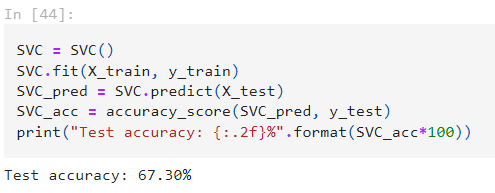 In [44]:
SVC = SVC()
SVC.fit(X_train, y_train)
SVC_pred = SVC.predict(X_test)
SVC_acc = accuracy_score(SVC_pred, y_test)
print("Test accuracy: {:.2f}%".format(SVC_acc*100))
Test accuracy: 67.30%